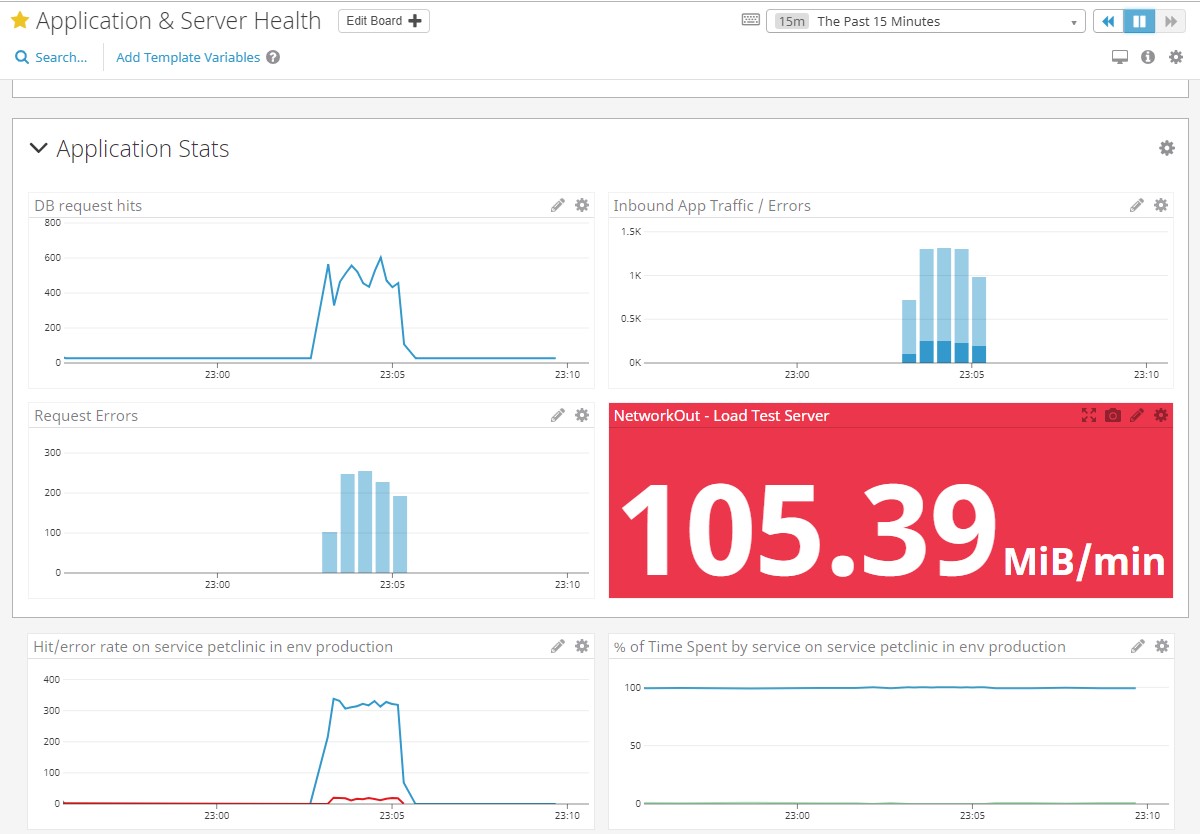 Application & Server Health
Edit Board
15m The Past 15 Minutes
Search...
Add Template Variables
Application Stats
DB request hits
800
600
400
200
0
23:00 23:05 23:10
Inbound App Traffic / Errors
1.5K
1K
0.5K
0K
23:00 23:05 23:10
Request Errors
300
200
100
0
23:00 23:05 23:10
NetworkOut - Load Test Server
105.39 MiB/min
Hit/error rate on service petclinic in env production
400
300
200
100
0
23:00 23:05 23:10
% of Time Spent by service on service petclinic in env production
100
50
0
23:00 23:05 23:10